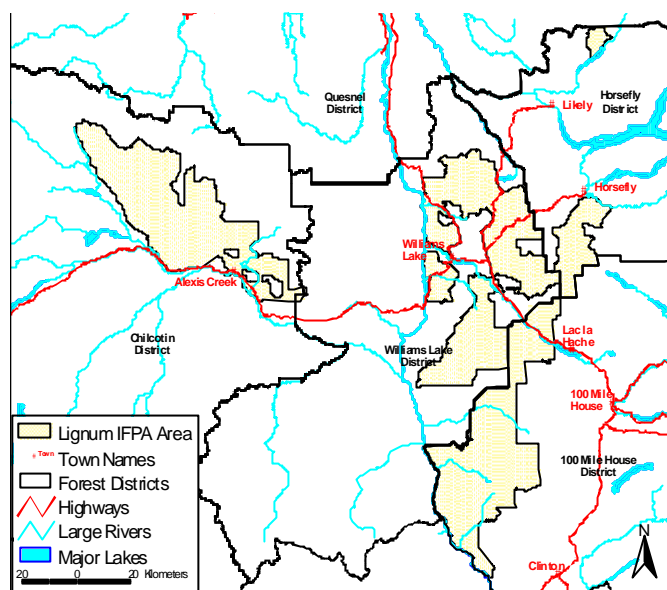 Quesnel
District
Horsefly
District
Likely
Horsefly
Williams
Lake
Alexis Creek
Chilcotin
District
Williams Lake
District
Lac la
Hache
100 Mile
House
100 Mile House
District
Clinton
Lignum IFPA Area
Town
Town Names
Forest Districts
Highways
Large Rivers
Major Lakes
20 0 20 Kilometers
N